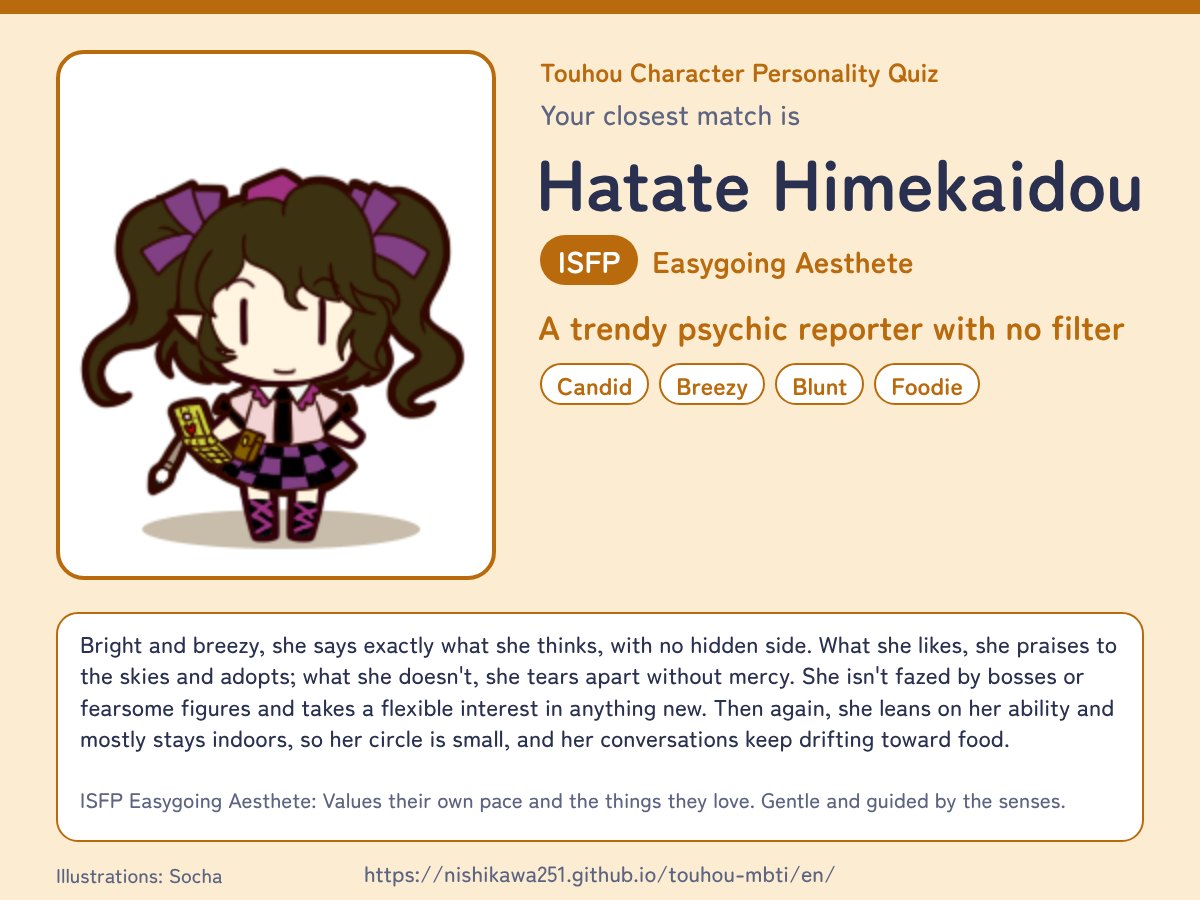 Touhou Character Personality Quiz
Your closest match is
Hatate Himekaidou
ISFP Easygoing Aesthete
A trendy psychic reporter with no filter
Candid Breezy Blunt Foodie
Bright and breezy, she says exactly what she thinks, with no hidden side. What she likes, she praises to
the skies and adopts; what she doesn't, she tears apart without mercy. She isn't fazed by bosses or
fearsome figures and takes a flexible interest in anything new. Then again, she leans on her ability and
mostly stays indoors, so her circle is small, and her conversations keep drifting toward food.
ISFP Easygoing Aesthete: Values their own pace and the things they love. Gentle and guided by the senses.
Illustrations: Socha
https://nishikawa251.github.io/touhou-mbti/en/